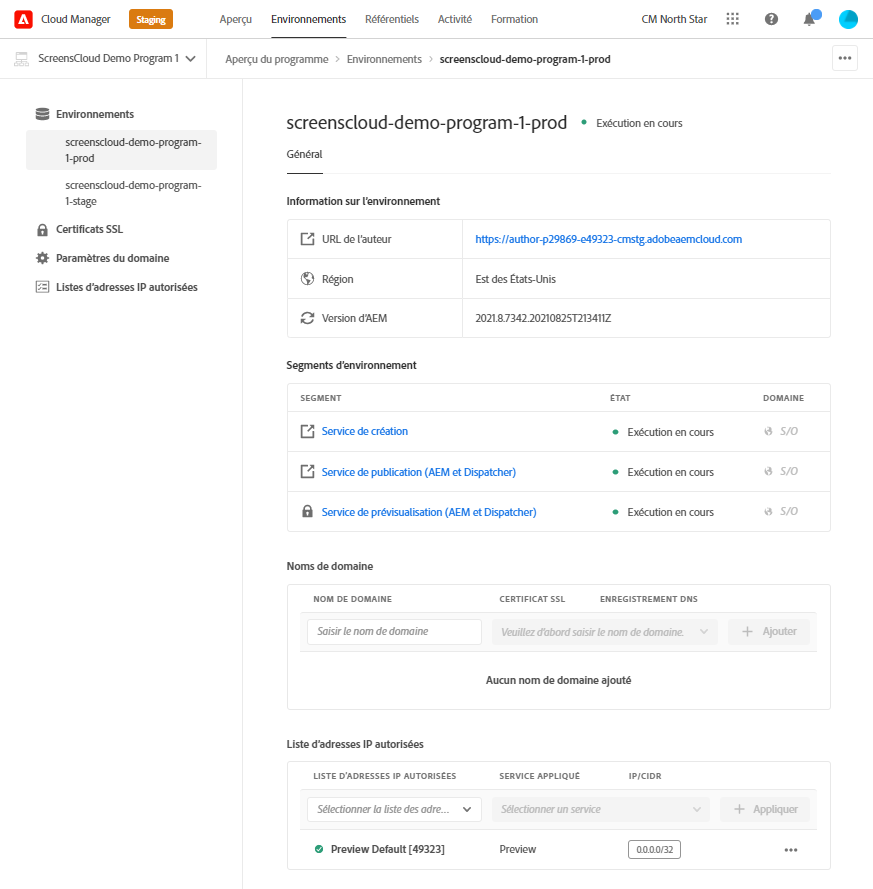 Cloud Manager
Staging
Aperçu
Environnements
Référentiels
Activité
Formation
CM North Star
ScreensCloud Demo Program 1
Aperçu du programme > Environnements > screenscloud-demo-program-1-prod
Environnements
screenscloud-demo-program-
1-prod
screenscloud-demo-program-
1-stage
Certificats SSL
Paramètres du domaine
Listes d'adresses IP autorisées
screenscloud-demo-program-1-prod
Exécution en cours
Général
Information sur l'environnement
URL de l'auteur
https://author-p29869-e49323-cmstg.adobeaemcloud.com
Région
Est des États-Unis
Version d'AEM
2021.8.7342.20210825T213411Z
Segments d'environnement
SEGMENT ÉTAT DOMAINE
Service de création Exécution en cours S/O
Service de publication (AEM et Dispatcher) Exécution en cours S/O
Service de prévisualisation (AEM et Dispatcher) Exécution en cours S/O
Noms de domaine
NOM DE DOMAINE CERTIFICAT SSL ENREGISTREMENT DNS
Saisir le nom de domaine Veuillez d'abord saisir le nom de domaine. + Ajouter
Aucun nom de domaine ajouté
Liste d'adresses IP autorisées
LISTE D'ADRESSES IP AUTORISÉES SERVICE APPLIQUÉ IP/CIDR
Sélectionner la liste des adre... Sélectionner un service + Appliquer
Preview Default [49323] Preview 0.0.0.0/32